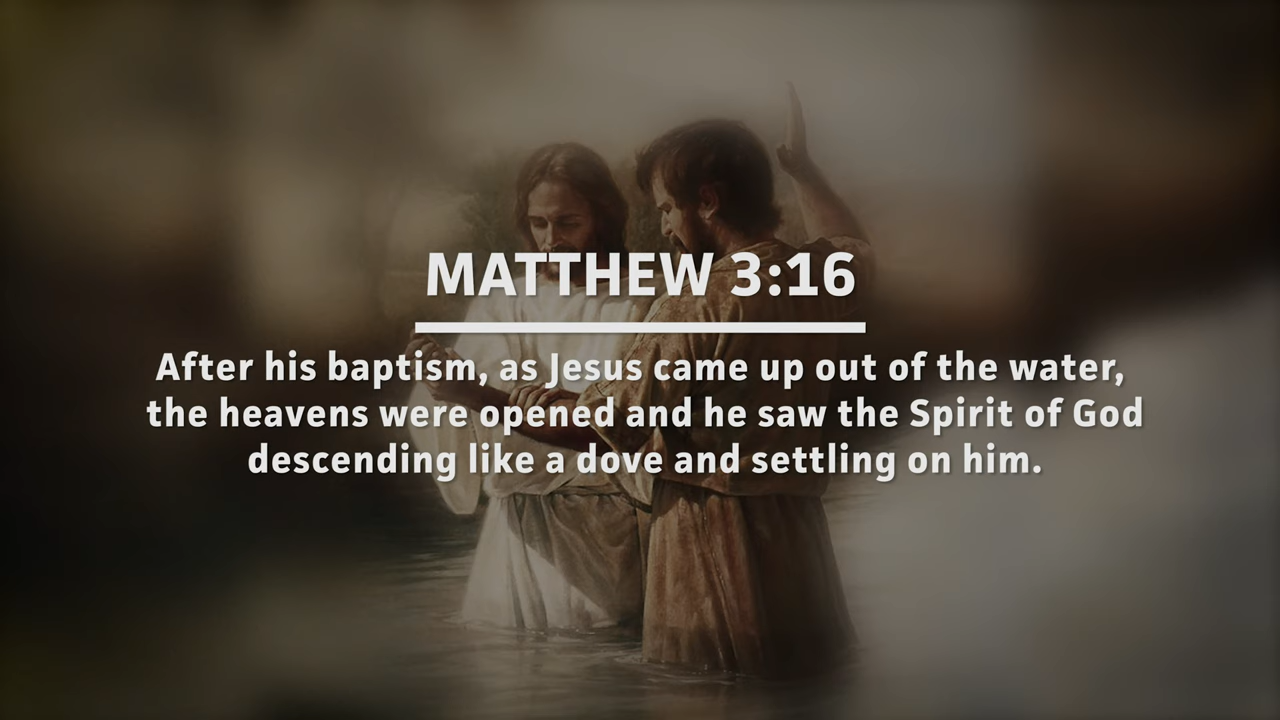 MATTHEW 3:16
After his baptism, as Jesus came up out of the water,
the heavens were opened and he saw the Spirit of God
descending like a dove and settling on him.